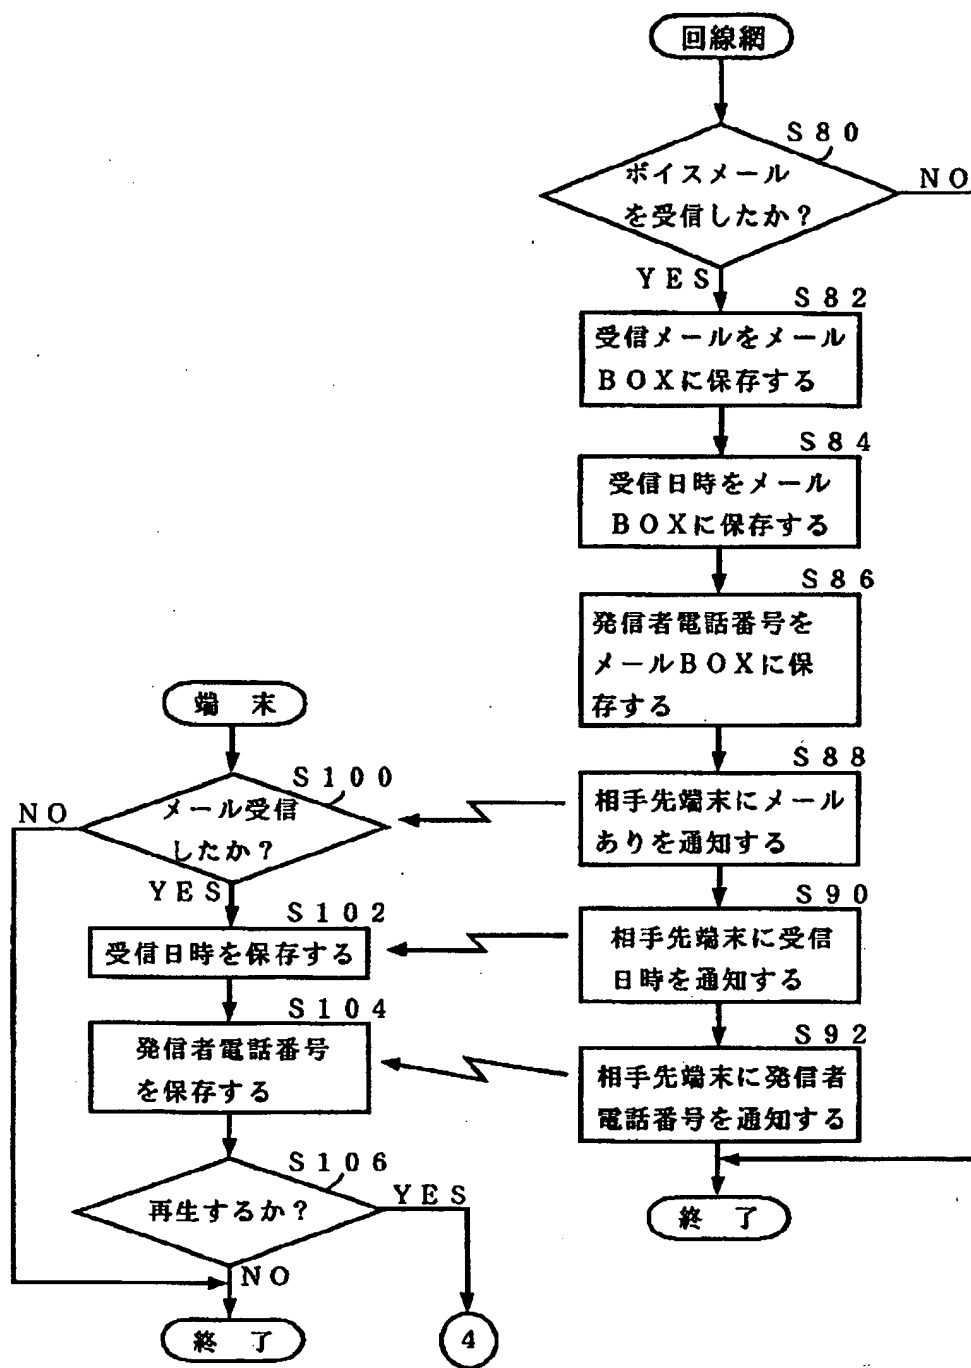 回線網
S80
ボイスメール
を受信したか?
NO
YES
S82
受信メールをメール
BOXに保存する
S84
受信日時をメール
BOXに保存する
S86
発信者電話番号を
メールBOXに保
存する
S88
相手先端末にメール
ありを通知する
S90
相手先端末に受信
日時を通知する
S92
相手先端末に発信者
電話番号を通知する
終 了
端 末
S100
メール受信
したか?
NO
YES
S102
受信日時を保存する
S104
発信者電話番号
を保存する
S106
再生するか?
YES
NO
終 了
4